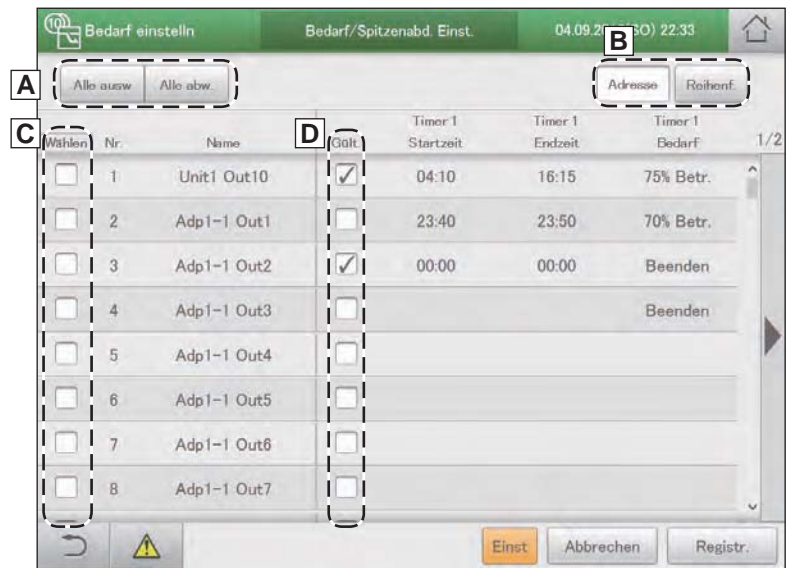 Bedarf einstelln Bedarf/Spitzenabd. Einst. 04.09.20 (SO) 22:33
B
A Alle ausw Alle abw. Adresse Reihenf.
C D Timer 1 Timer 1 Timer 1
Wählen Nr. Name Gült. Startzeit Endzeit Bedarf 1/2
1 Unit1 Out10 04:10 16:15 75% Betr.
2 Adp1-1 Out1 23:40 23:50 70% Betr.
3 Adp1-1 Out2 00:00 00:00 Beenden
4 Adp1-1 Out3 Beenden
5 Adp1-1 Out4
6 Adp1-1 Out5
7 Adp1-1 Out6
8 Adp1-1 Out7
Einst Abbrechen Registr.